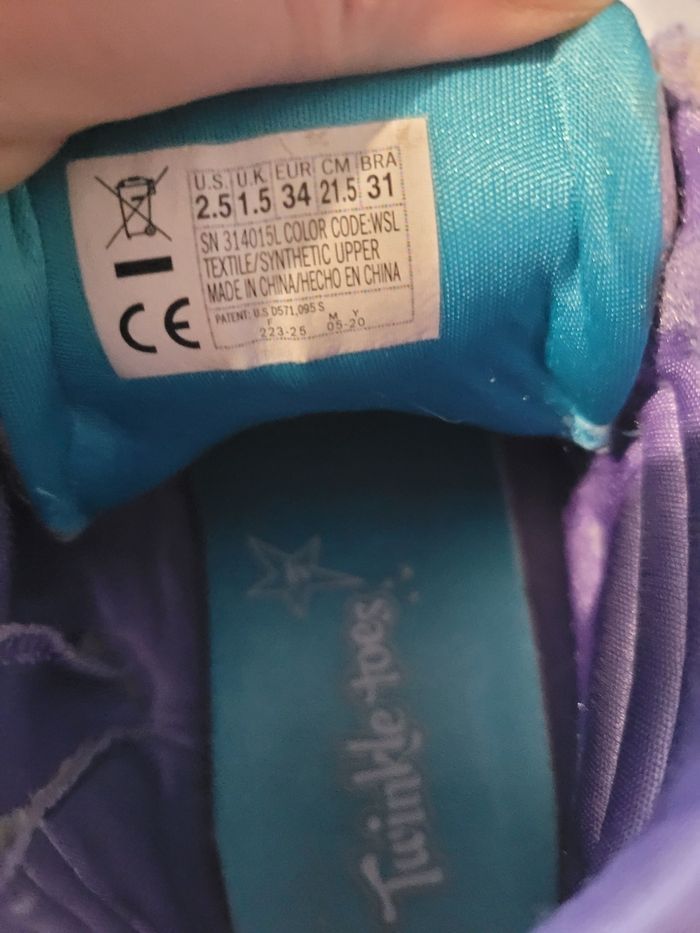 U.S. U.K EUR CM BRA
2.5 1.5 34 21.5 31
SN 314015L COLOR CODE:WSL
TEXTILE/SYNTHETIC UPPER
MADE IN CHINA/HECHO EN CHINA
PATENT: U.S D571,095 S
F M Y
223-25 05-20
CE
Twinkle toes